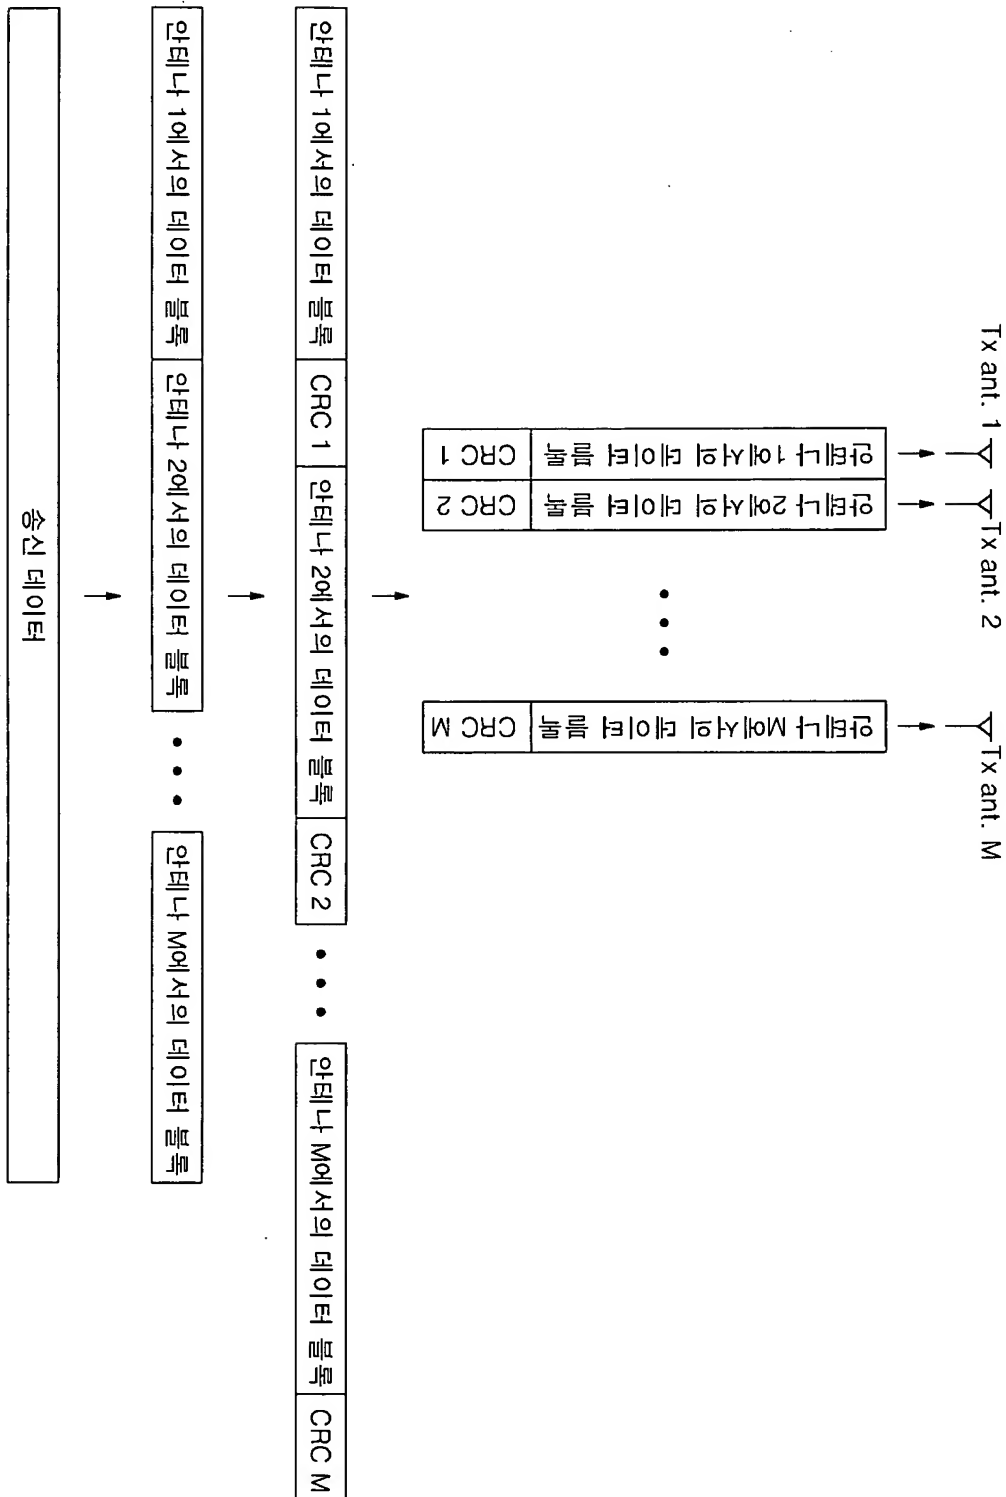 송신 데이터
안테나 1에서의 데이터 블록
안테나 2에서의 데이터 블록
안테나 M에서의 데이터 블록
안테나 1에서의 데이터 블록
CRC 1
안테나 2에서의 데이터 블록
CRC 2
안테나 M에서의 데이터 블록
CRC M
안테나 1에서의 데이터 블록
CRC 1
안테나 2에서의 데이터 블록
CRC 2
안테나 M에서의 데이터 블록
CRC M
Tx ant. 1
Tx ant. 2
Tx ant. M